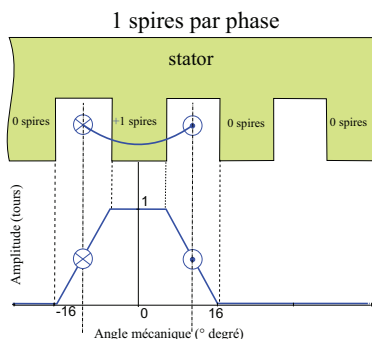 1 spires par phase
stator
0 spires
+1 spires
0 spires
0 spires
1
Amplitude (tours)
-16
0
16
Angle mécanique (° degré)